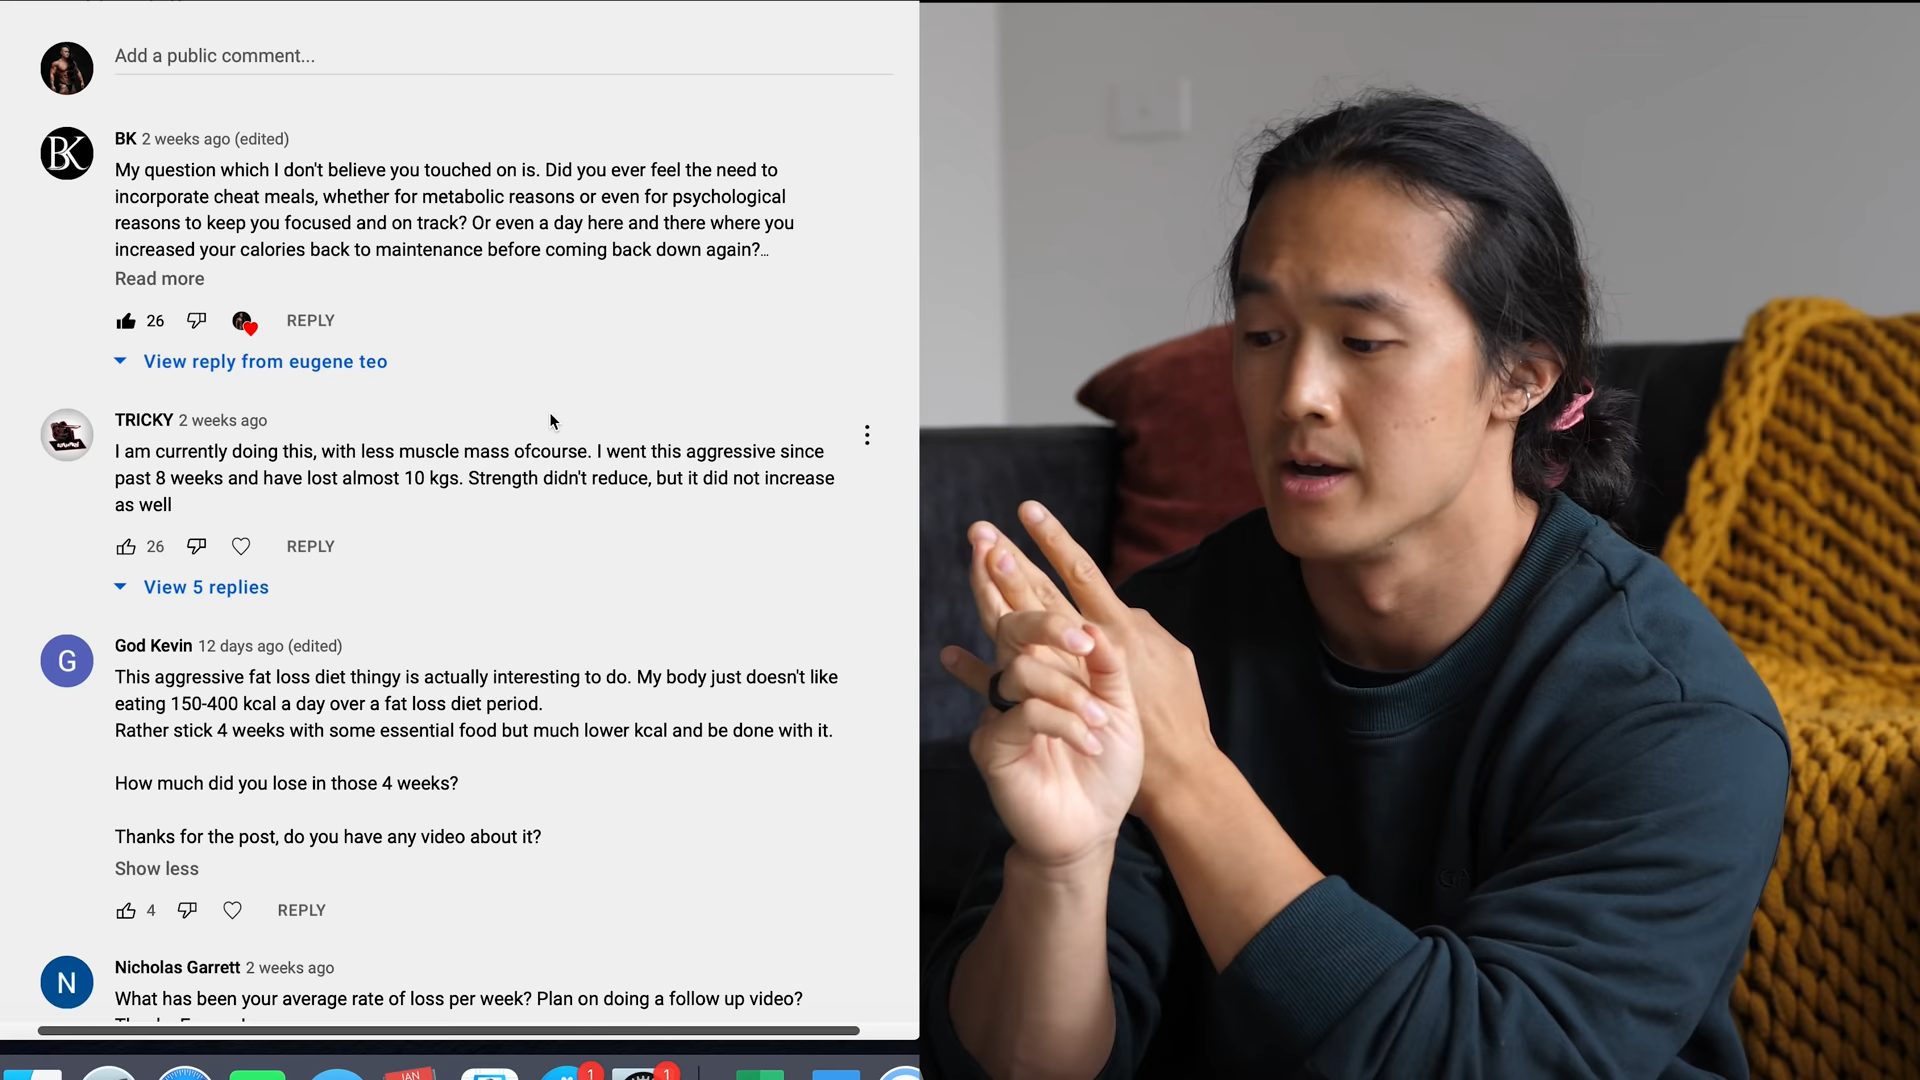 Add a public comment...
BK 2 weeks ago (edited)
My question which I don't believe you touched on is. Did you ever feel the need to
incorporate cheat meals, whether for metabolic reasons or even for psychological
reasons to keep you focused and on track? Or even a day here and there where you
increased your calories back to maintenance before coming back down again?...
Read more
26 REPLY
View reply from eugene teo
TRICKY 2 weeks ago
I am currently doing this, with less muscle mass ofcourse. I went this aggressive since
past 8 weeks and have lost almost 10 kgs. Strength didn't reduce, but it did not increase
as well
26 REPLY
View 5 replies
G
God Kevin 12 days ago (edited)
This aggressive fat loss diet thingy is actually interesting to do. My body just doesn't like
eating 150-400 kcal a day over a fat loss diet period.
Rather stick 4 weeks with some essential food but much lower kcal and be done with it.
How much did you lose in those 4 weeks?
Thanks for the post, do you have any video about it?
Show less
4 REPLY
N
Nicholas Garrett 2 weeks ago
What has been your average rate of loss per week? Plan on doing a follow up video?
JAN
1
1